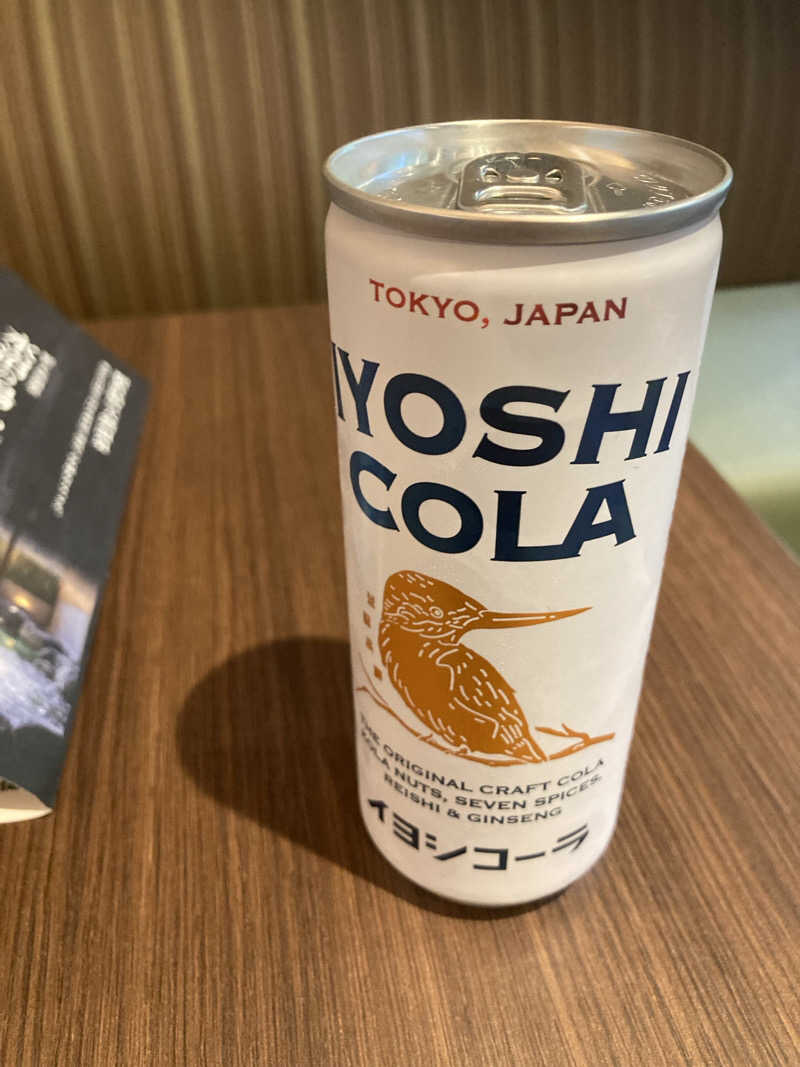 TOKYO, JAPAN
IYOSHI
COLA
THE ORIGINAL CRAFT COLA
KOLA NUTS, SEVEN SPICES,
REISHI & GINSENG
イヨシコーラ